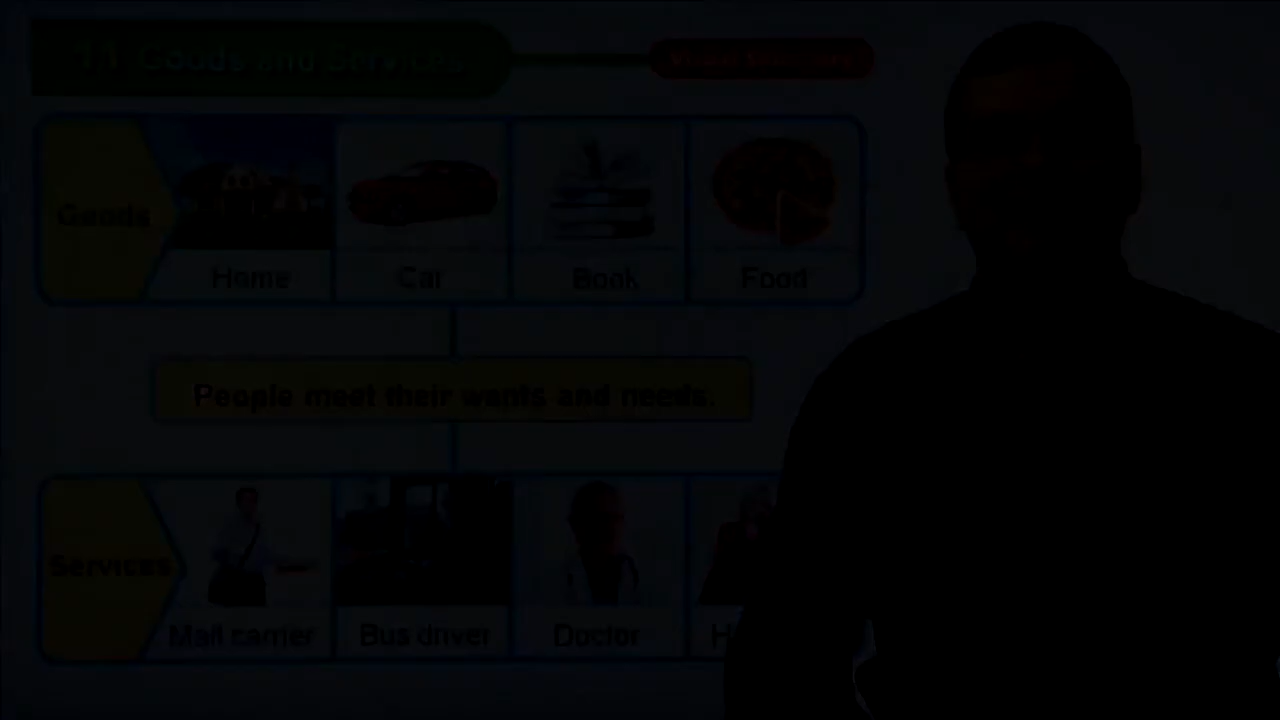 1.1 Goods and Services
Goods
Home
Car
Book
Food
People meet their wants and needs.
Services
Mail carrier
Bus driver
Doctor